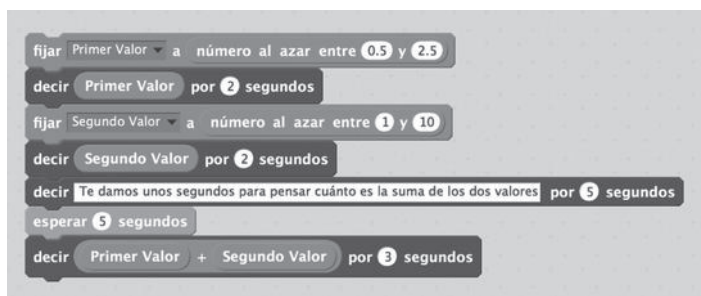 fijar Primer Valor a número al azar entre 0.5 y 2.5
decir Primer Valor por 2 segundos
fijar Segundo Valor a número al azar entre 1 y 10
decir Segundo Valor por 2 segundos
decir Te damos unos segundos para pensar cuánto es la suma de los dos valores por 5 segundos
esperar 5 segundos
decir Primer Valor + Segundo Valor por 3 segundos